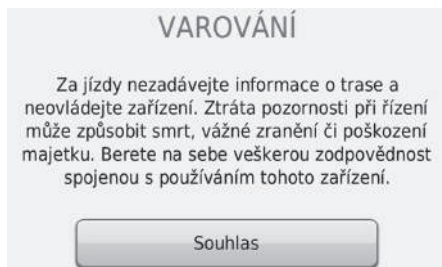 VAROVÁNÍ
Za jízdy nezadávejte informace o trase a
neovládejte zařízení. Ztráta pozornosti při řízení
může způsobit smrt, vážné zranění či poškození
majetku. Berete na sebe veškerou zodpovědnost
spojenou s používáním tohoto zařízení.
Souhlas